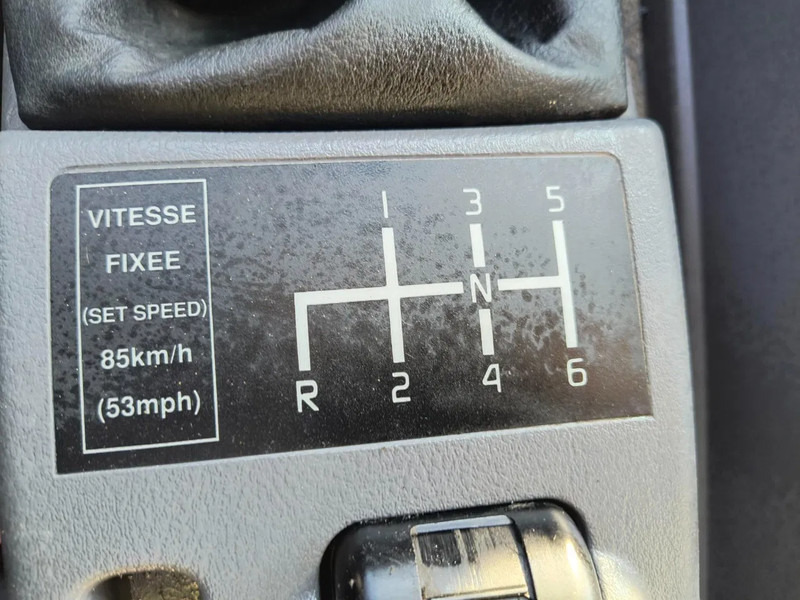 VITESSE
FIXEE
(SET SPEED)
85km/h
(53mph)
1 3 5
N
R 2 4 6